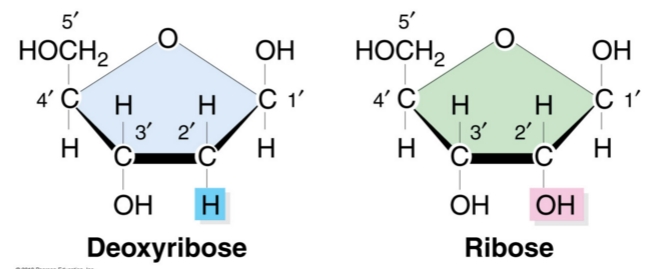 5′
HOCH₂ O OH
4′ C H H C 1′
H 3′ 2′ H
C C
OH H
Deoxyribose
5′
HOCH₂ O OH
4′ C H H C 1′
H 3′ 2′ H
C C
OH OH
Ribose